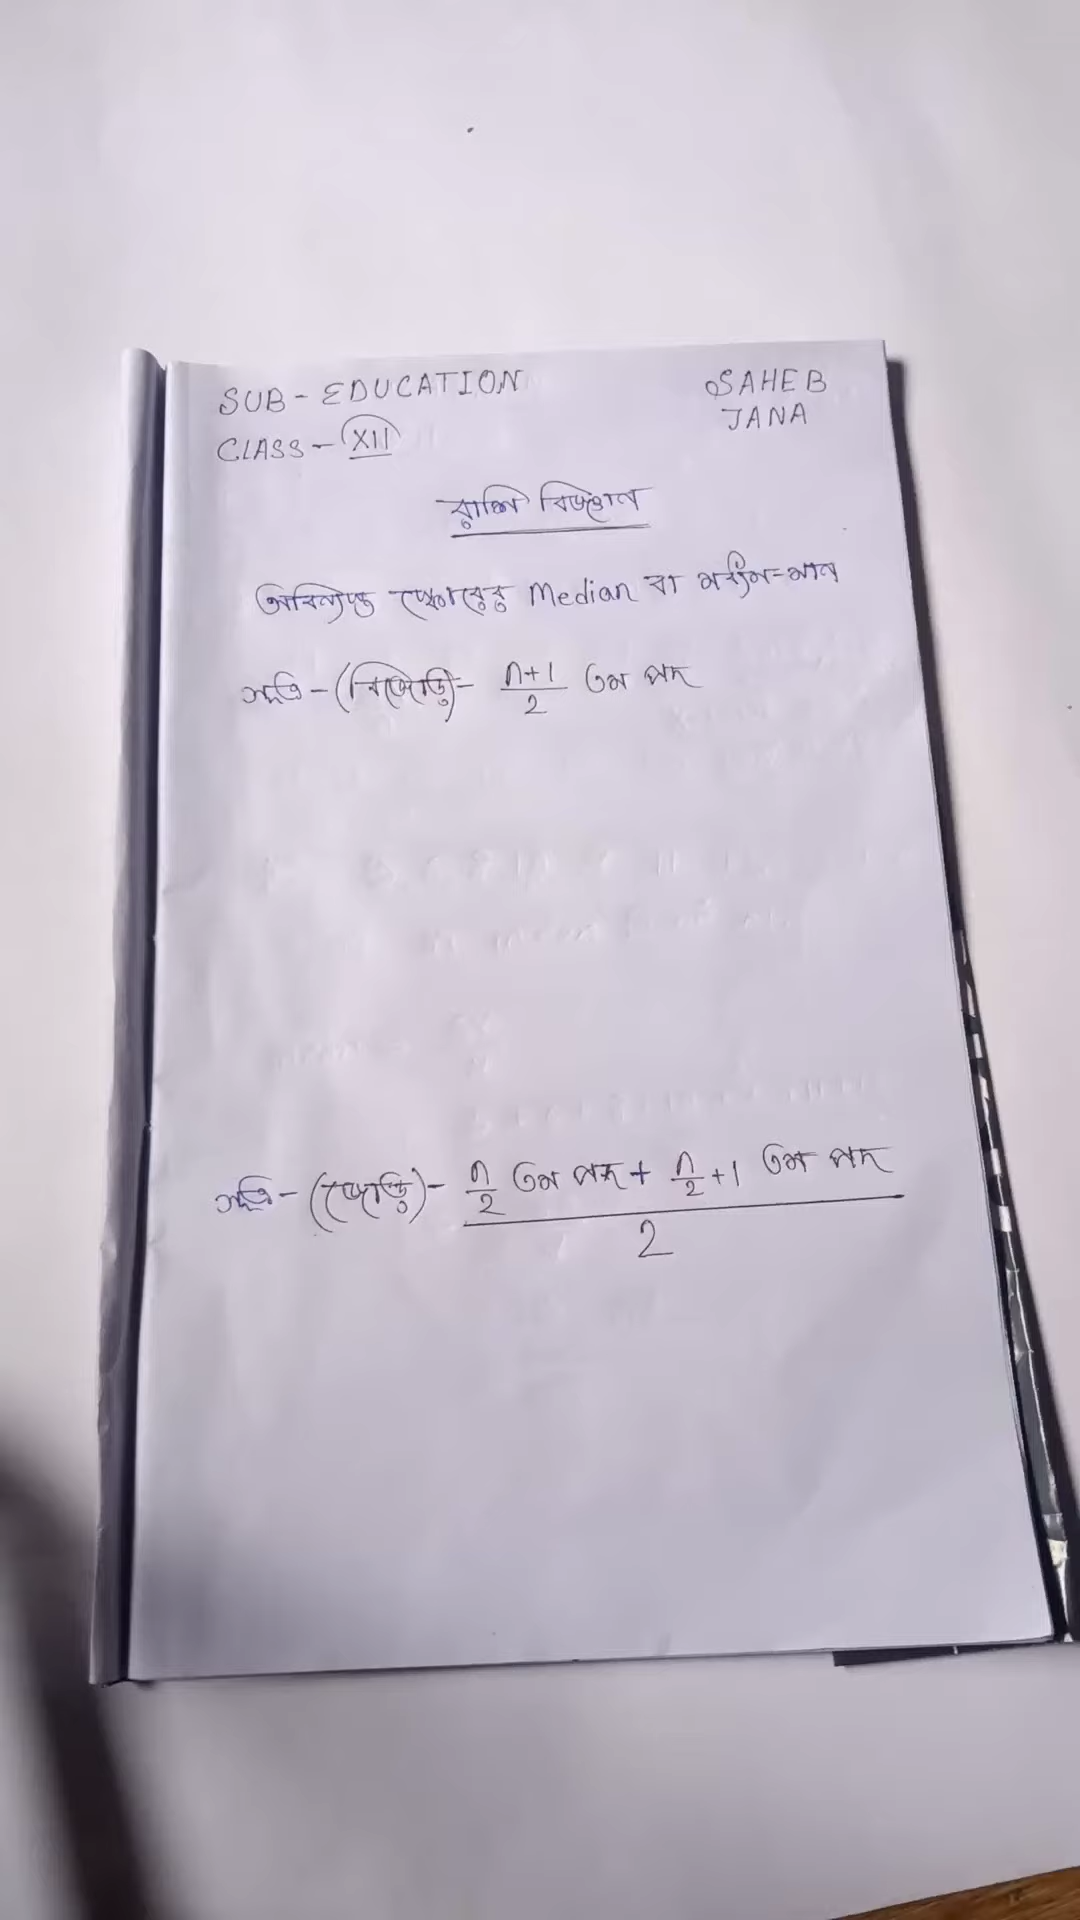 SUB - EDUCATION
SAHEB
JANA
CLASS - XII
রাশি বিজ্ঞান
অবিন্যস্ত স্কোরের Median বা মধ্যম-মান
সূত্র - (বিজোড়) - n+1/2 তম পদ
সূত্র - (জোড়) - n/2 তম পদ + n/2 +1 তম পদ
2